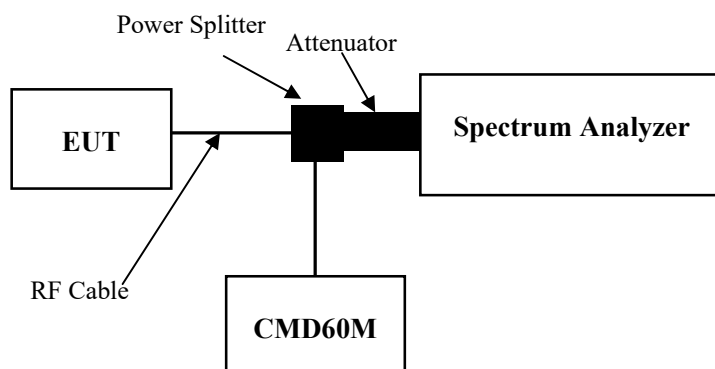 Power Splitter
Attenuator
EUT
Spectrum Analyzer
RF Cable
CMD60M